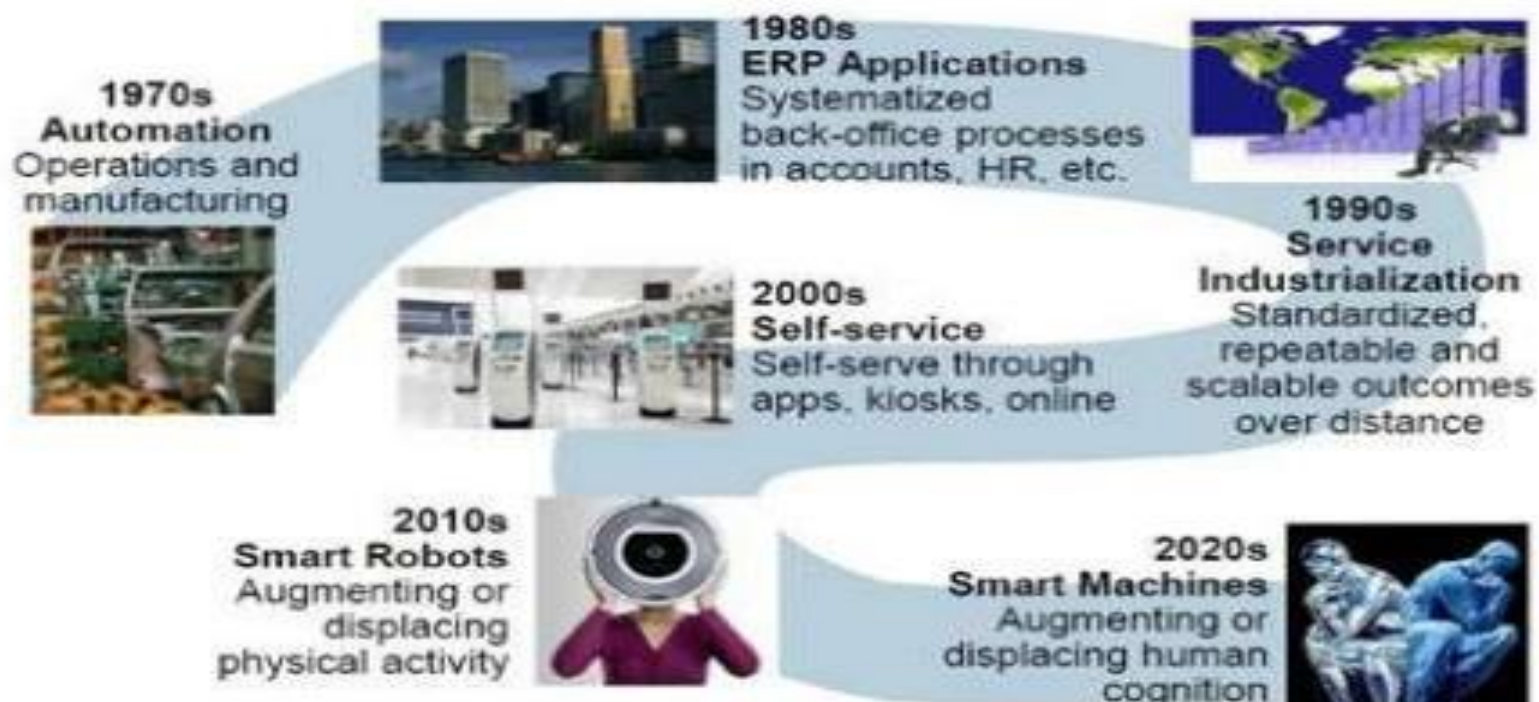 1970s
Automation
Operations and
manufacturing
1980s
ERP Applications
Systematized
back-office processes
in accounts, HR, etc.
1990s
Service
Industrialization
Standardized,
repeatable and
scalable outcomes
over distance
2000s
Self-service
Self-serve through
apps, kiosks, online
2010s
Smart Robots
Augmenting or
displacing
physical activity
2020s
Smart Machines
Augmenting or
displacing human
cognition